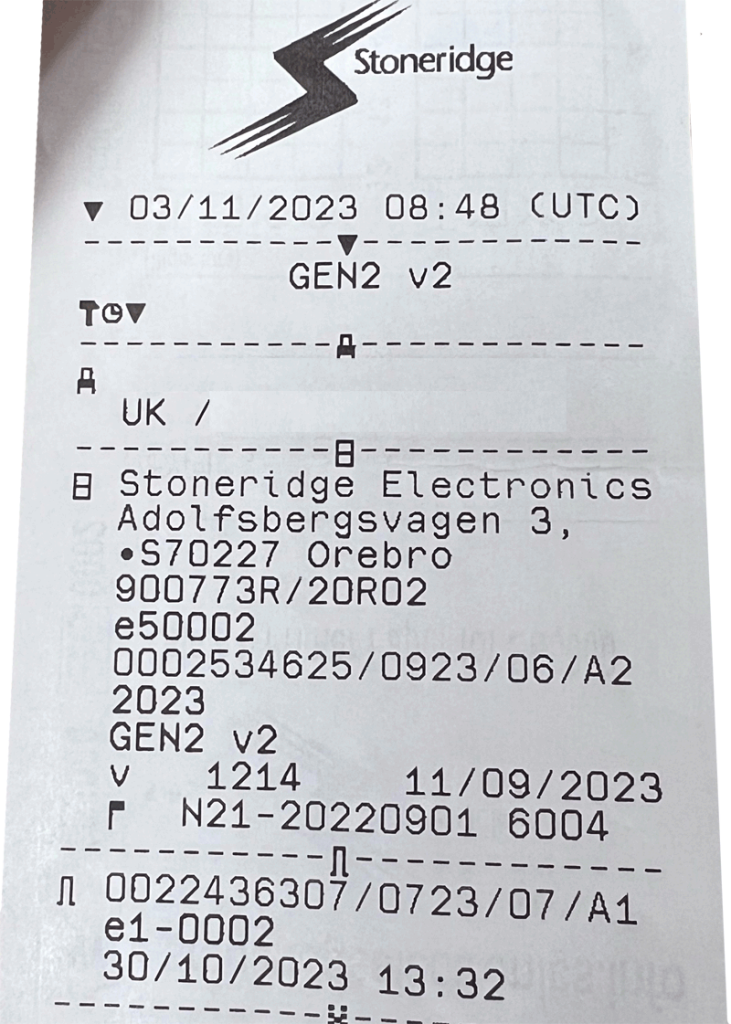 Stoneridge
▼ 03/11/2023 08:48 (UTC)
GEN2 v2
UK /
Stoneridge Electronics
Adolfsbergsvagen 3,
•S70227 Orebro
900773R/20R02
e50002
0002534625/0923/06/A2
2023
GEN2 v2
v 1214 11/09/2023
N21-20220901 6004
0022436307/0723/07/A1
e1-0002
30/10/2023 13:32